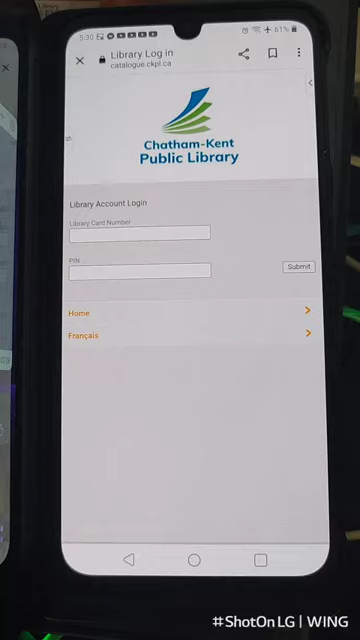 5:30
61%
Library Log in
catalogue.ckpl.ca
Chatham-Kent
Public Library
Library Account Login
Library Card Number
PIN
Submit
Home
Français
#ShotOn LG | WING